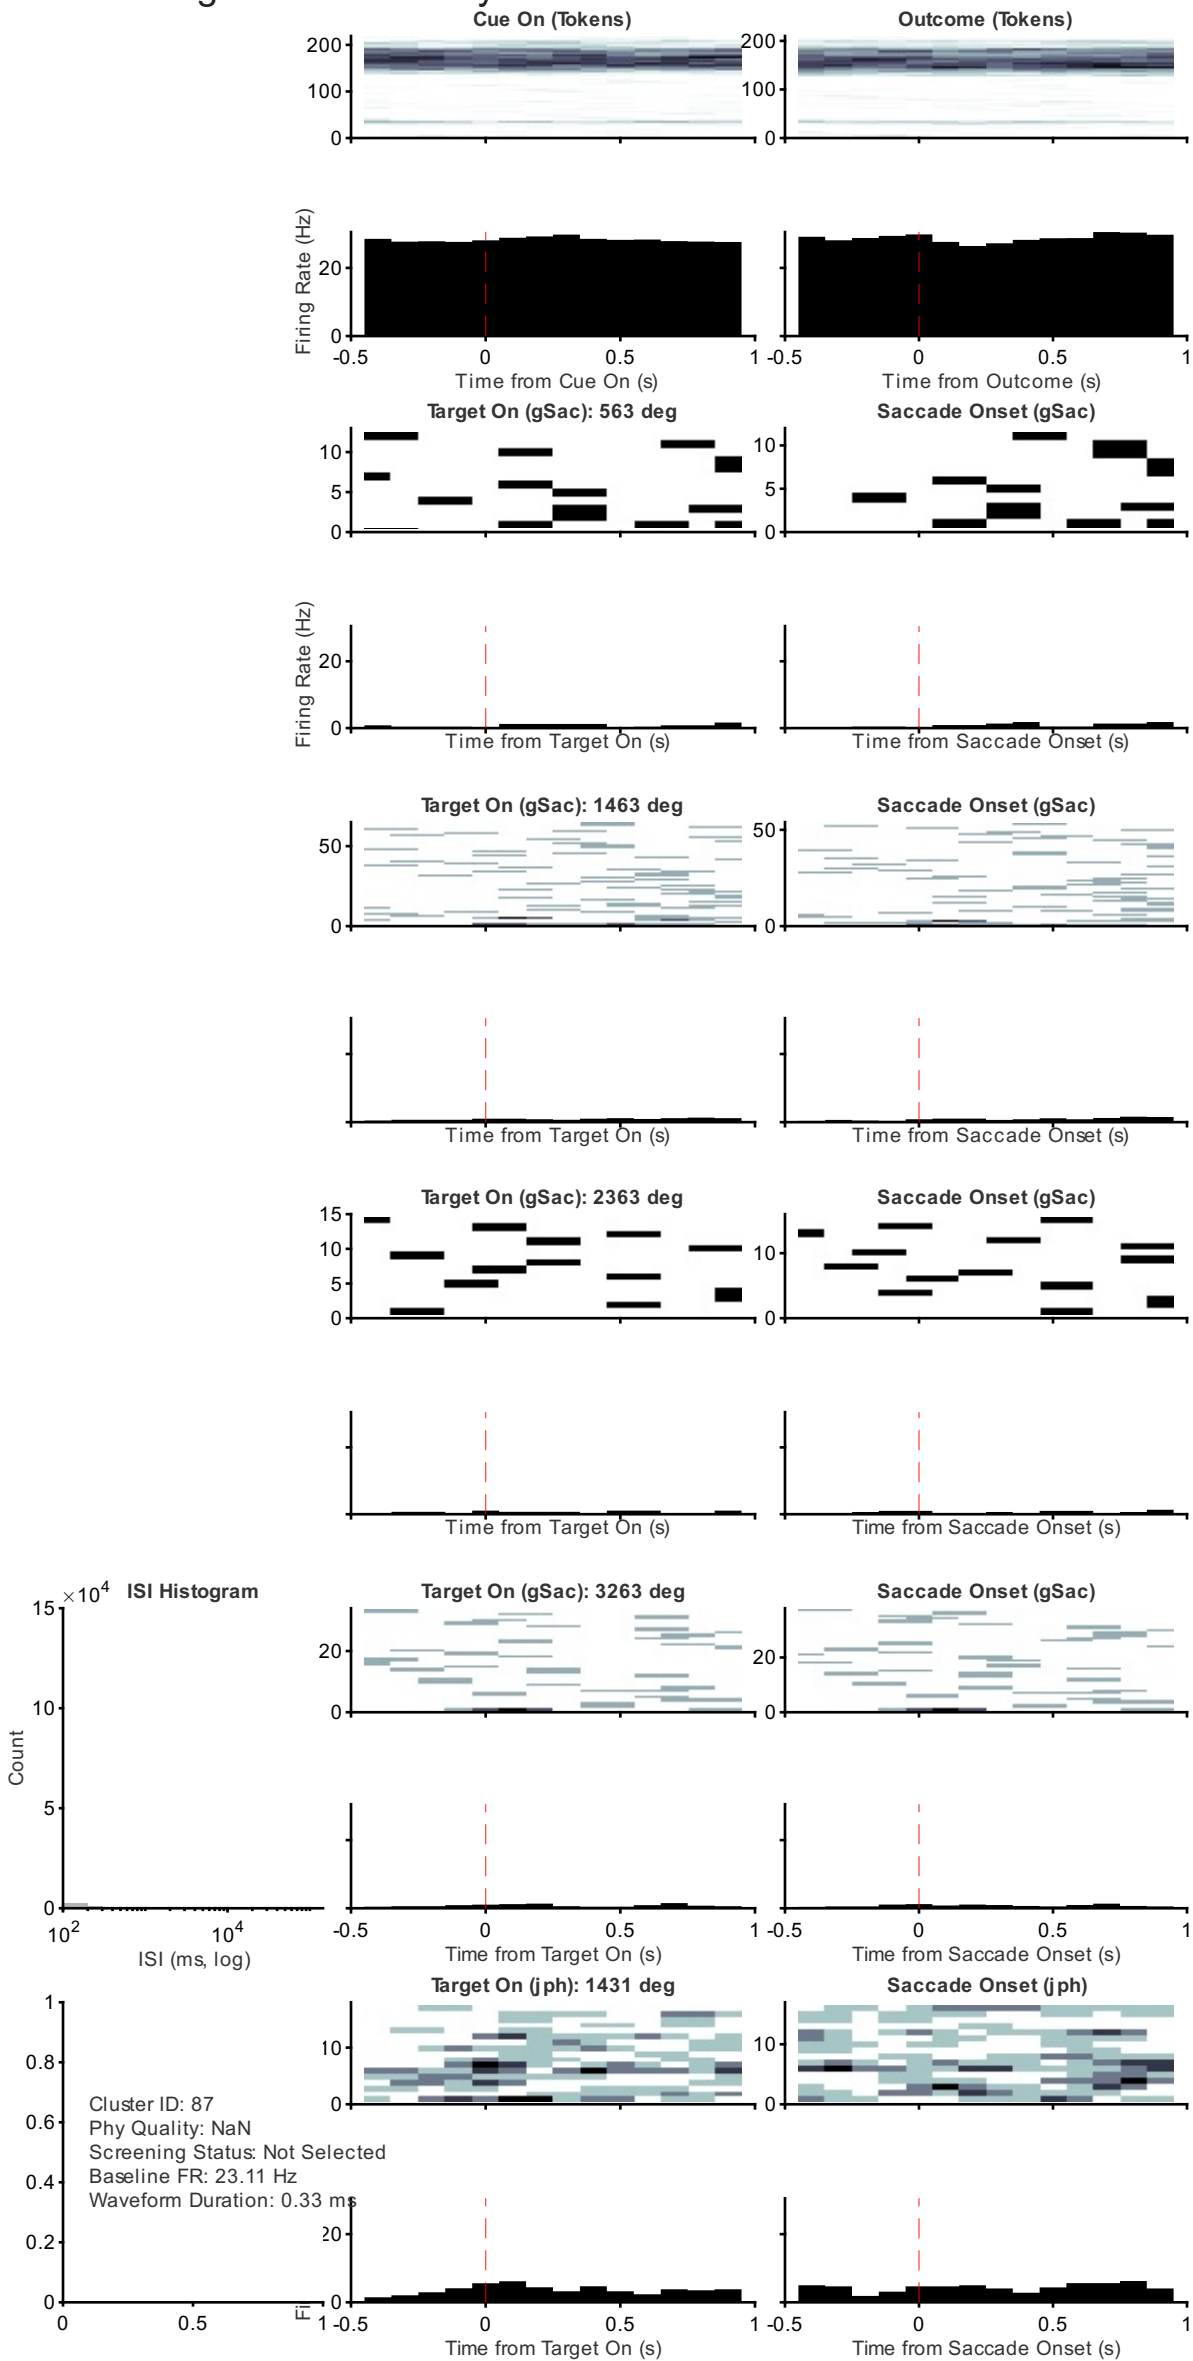 Cue On (Tokens)
Outcome (Tokens)
200
100
0
200
100
0
Firing Rate (Hz)
20
0
-0.5
0
0.5
1
-0.5
0
0.5
1
Time from Cue On (s)
Time from Outcome (s)
Target On (gSac): 563 deg
Saccade Onset (gSac)
10
5
0
10
5
0
Firing Rate (Hz)
20
0
Time from Target On (s)
Time from Saccade Onset (s)
Target On (gSac): 1463 deg
Saccade Onset (gSac)
50
0
50
0
Time from Target On (s)
Time from Saccade Onset (s)
Target On (gSac): 2363 deg
Saccade Onset (gSac)
15
10
5
0
10
0
Time from Target On (s)
Time from Saccade Onset (s)
×10⁴
ISI Histogram
Target On (gSac): 3263 deg
Saccade Onset (gSac)
15
10
5
0
Count
10²
10⁴
ISI (ms, log)
20
0
20
0
-0.5
0
0.5
1
-0.5
0
0.5
1
Time from Target On (s)
Time from Saccade Onset (s)
Target On (jph): 1431 deg
Saccade Onset (jph)
1
0.8
0.6
0.4
0.2
0
0
0.5
1
Cluster ID: 87
Phy Quality: NaN
Screening Status: Not Selected
Baseline FR: 23.11 Hz
Waveform Duration: 0.33 ms
10
0
10
0
20
0
Fi
-0.5
0
0.5
1
-0.5
0
0.5
1
Time from Target On (s)
Time from Saccade Onset (s)